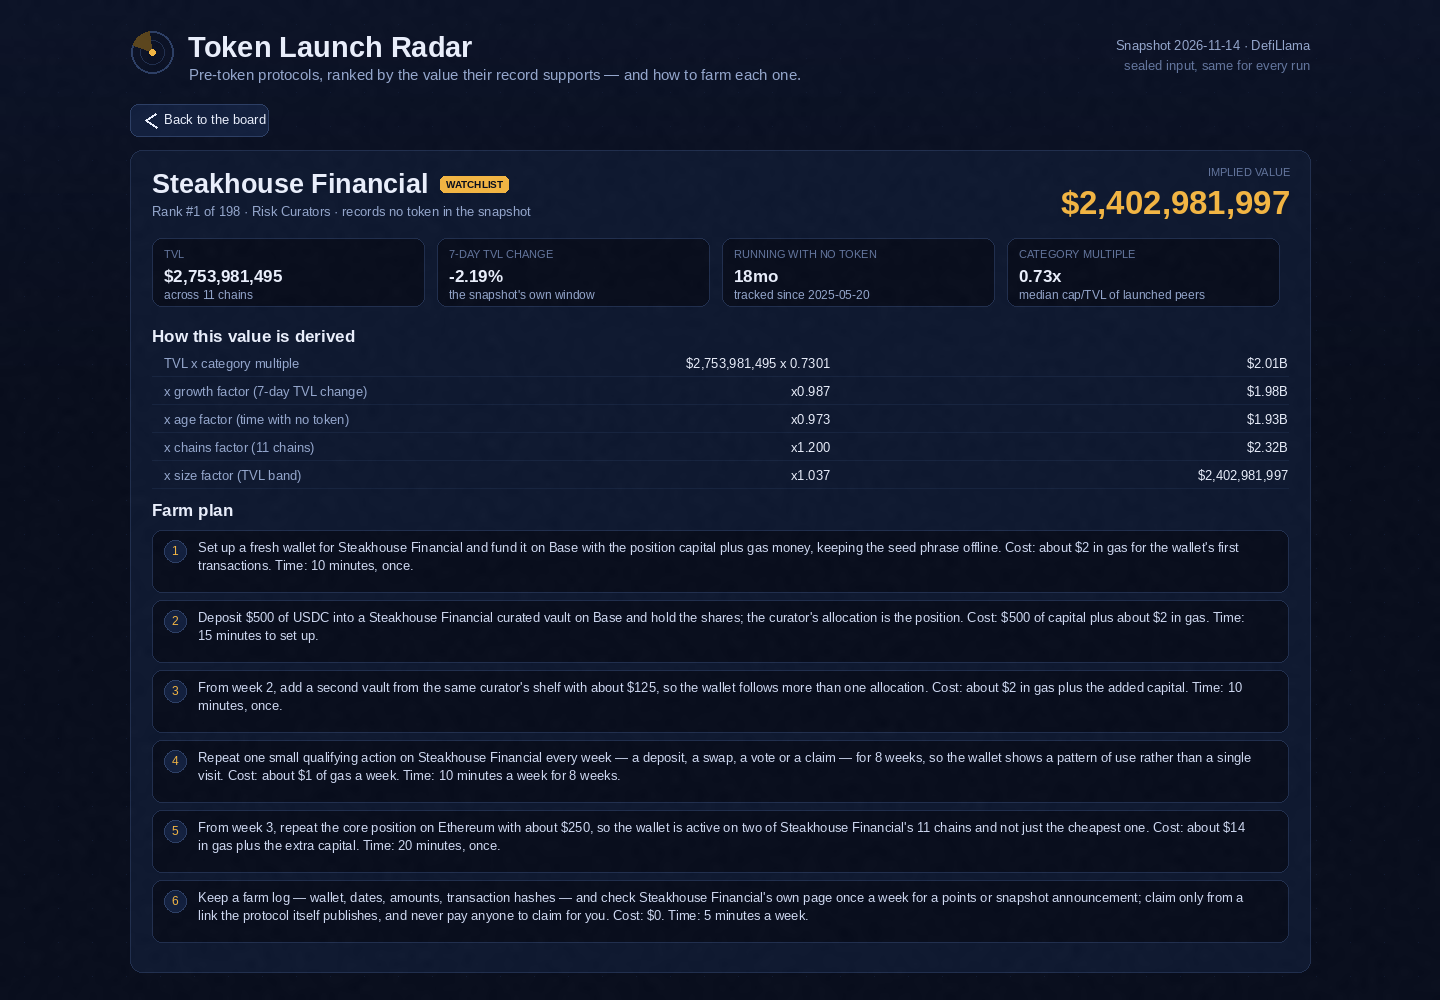 Token Launch Radar
Pre-token protocols, ranked by the value their record supports — and how to farm each one.
Snapshot 2026-11-14 · DefiLlama
sealed input, same for every run
Back to the board
Steakhouse Financial WATCHLIST
Rank #1 of 198 · Risk Curators · records no token in the snapshot
IMPLIED VALUE
$2,402,981,997
TVL
$2,753,981,495
across 11 chains
7-DAY TVL CHANGE
-2.19%
the snapshot's own window
RUNNING WITH NO TOKEN
18mo
tracked since 2025-05-20
CATEGORY MULTIPLE
0.73x
median cap/TVL of launched peers
How this value is derived
TVL x category multiple $2,753,981,495 x 0.7301 $2.01B
x growth factor (7-day TVL change) x0.987 $1.98B
x age factor (time with no token) x0.973 $1.93B
x chains factor (11 chains) x1.200 $2.32B
x size factor (TVL band) x1.037 $2,402,981,997
Farm plan
1 Set up a fresh wallet for Steakhouse Financial and fund it on Base with the position capital plus gas money, keeping the seed phrase offline. Cost: about $2 in gas for the wallet's first
transactions. Time: 10 minutes, once.
2 Deposit $500 of USDC into a Steakhouse Financial curated vault on Base and hold the shares; the curator's allocation is the position. Cost: $500 of capital plus about $2 in gas. Time:
15 minutes to set up.
3 From week 2, add a second vault from the same curator's shelf with about $125, so the wallet follows more than one allocation. Cost: about $2 in gas plus the added capital. Time: 10
minutes, once.
4 Repeat one small qualifying action on Steakhouse Financial every week — a deposit, a swap, a vote or a claim — for 8 weeks, so the wallet shows a pattern of use rather than a single
visit. Cost: about $1 of gas a week. Time: 10 minutes a week for 8 weeks.
5 From week 3, repeat the core position on Ethereum with about $250, so the wallet is active on two of Steakhouse Financial's 11 chains and not just the cheapest one. Cost: about $14
in gas plus the extra capital. Time: 20 minutes, once.
6 Keep a farm log — wallet, dates, amounts, transaction hashes — and check Steakhouse Financial's own page once a week for a points or snapshot announcement; claim only from a
link the protocol itself publishes, and never pay anyone to claim for you. Cost: $0. Time: 5 minutes a week.